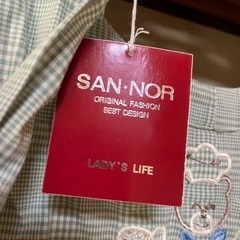 SAN·NOR
ORIGINAL FASHION
BEST DESIGN
LADY'S LIFE